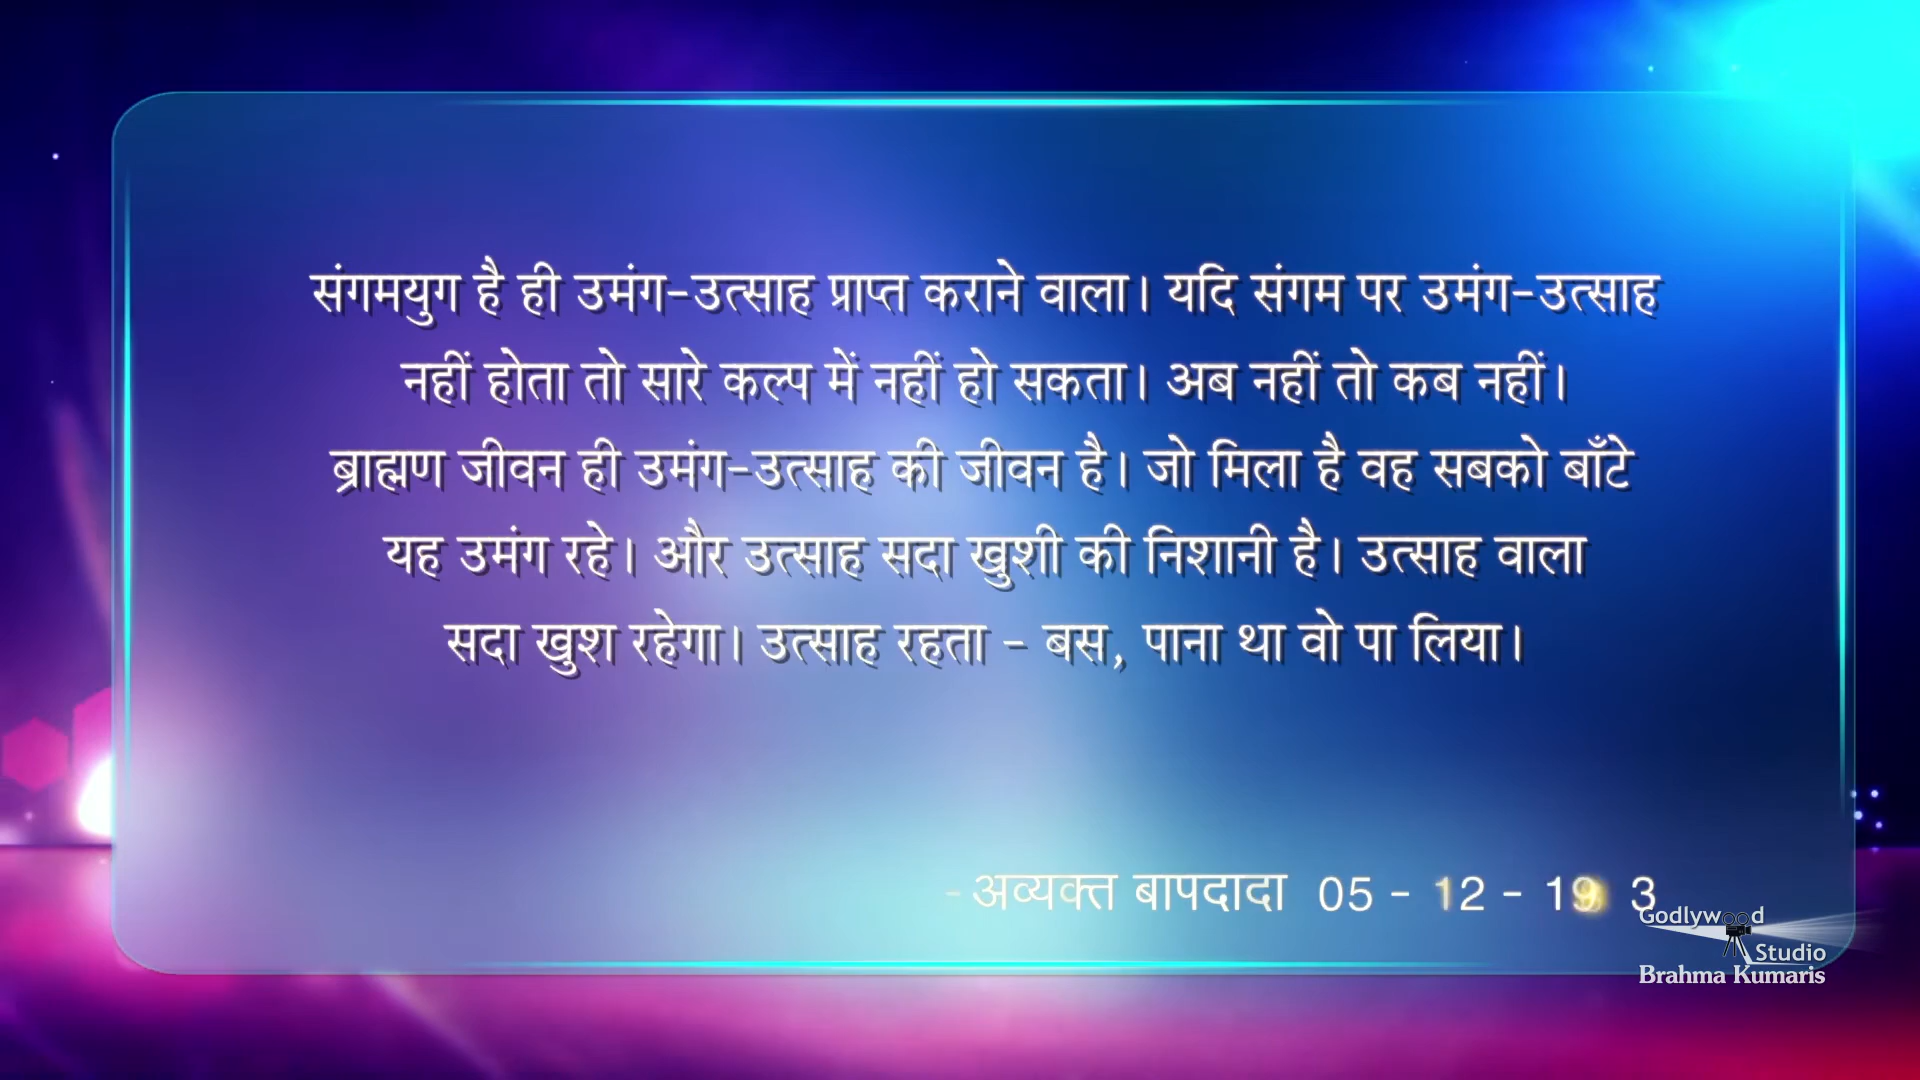 संगमयुग है ही उमंग-उत्साह प्राप्त कराने वाला। यदि संगम पर उमंग-उत्साह
नहीं होता तो सारे कल्प में नहीं हो सकता। अब नहीं तो कब नहीं।
ब्राह्मण जीवन ही उमंग-उत्साह की जीवन है। जो मिला है वह सबको बाँटे
यह उमंग रहे। और उत्साह सदा खुशी की निशानी है। उत्साह वाला
सदा खुश रहेगा। उत्साह रहता - बस, पाना था वो पा लिया।
- अव्यक्त बापदादा 05 - 12 -
Godlywood
Studio
Brahma Kumaris